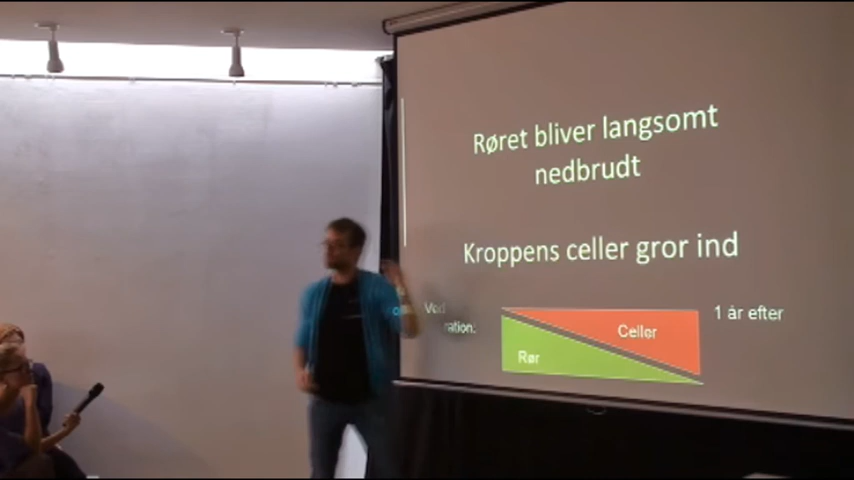 Røret bliver langsomt
nedbrudt
Kroppens celler gror ind
Ved
ration:
Celler
Rør
1 år efter